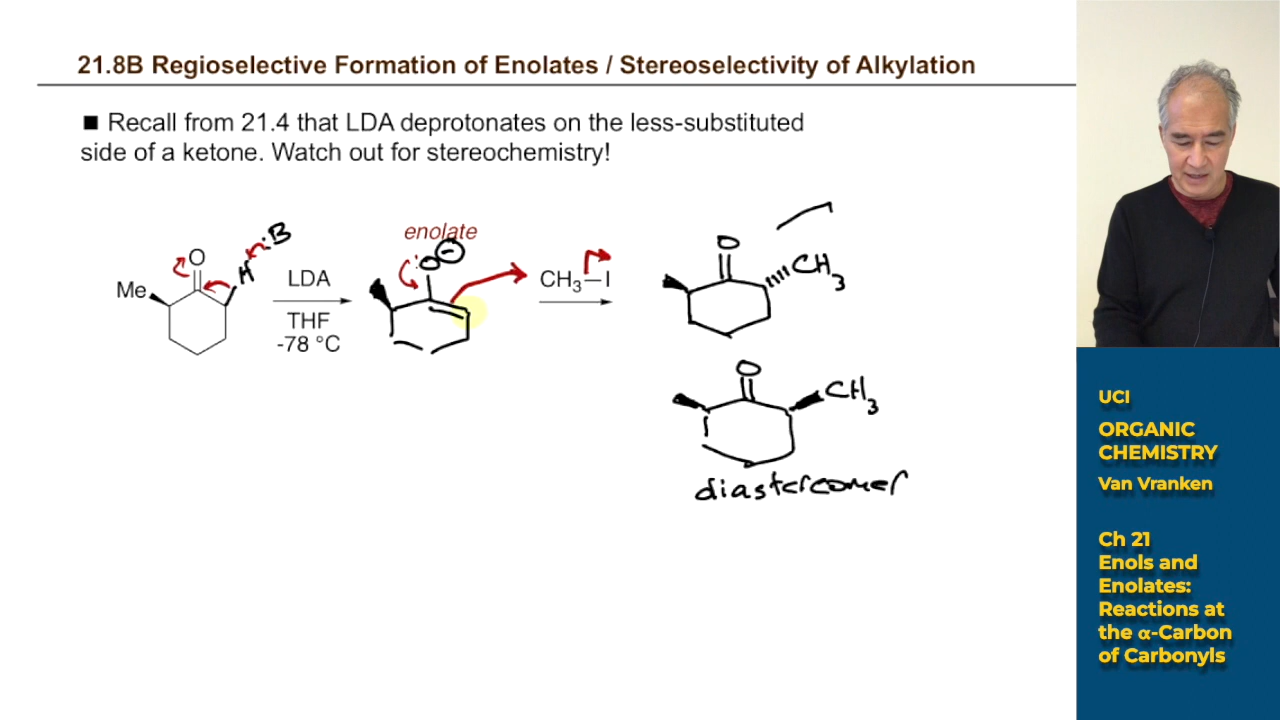 21.8B Regioselective Formation of Enolates / Stereoselectivity of Alkylation
■ Recall from 21.4 that LDA deprotonates on the less-substituted
side of a ketone. Watch out for stereochemistry!
Me
O
H
:B
LDA
THF
-78 °C
enolate
:O
CH3–I
O
CH3
O
CH3
diastereomer
UCI
ORGANIC
CHEMISTRY
Van Vranken
Ch 21
Enols and
Enolates:
Reactions at
the α-Carbon
of Carbonyls